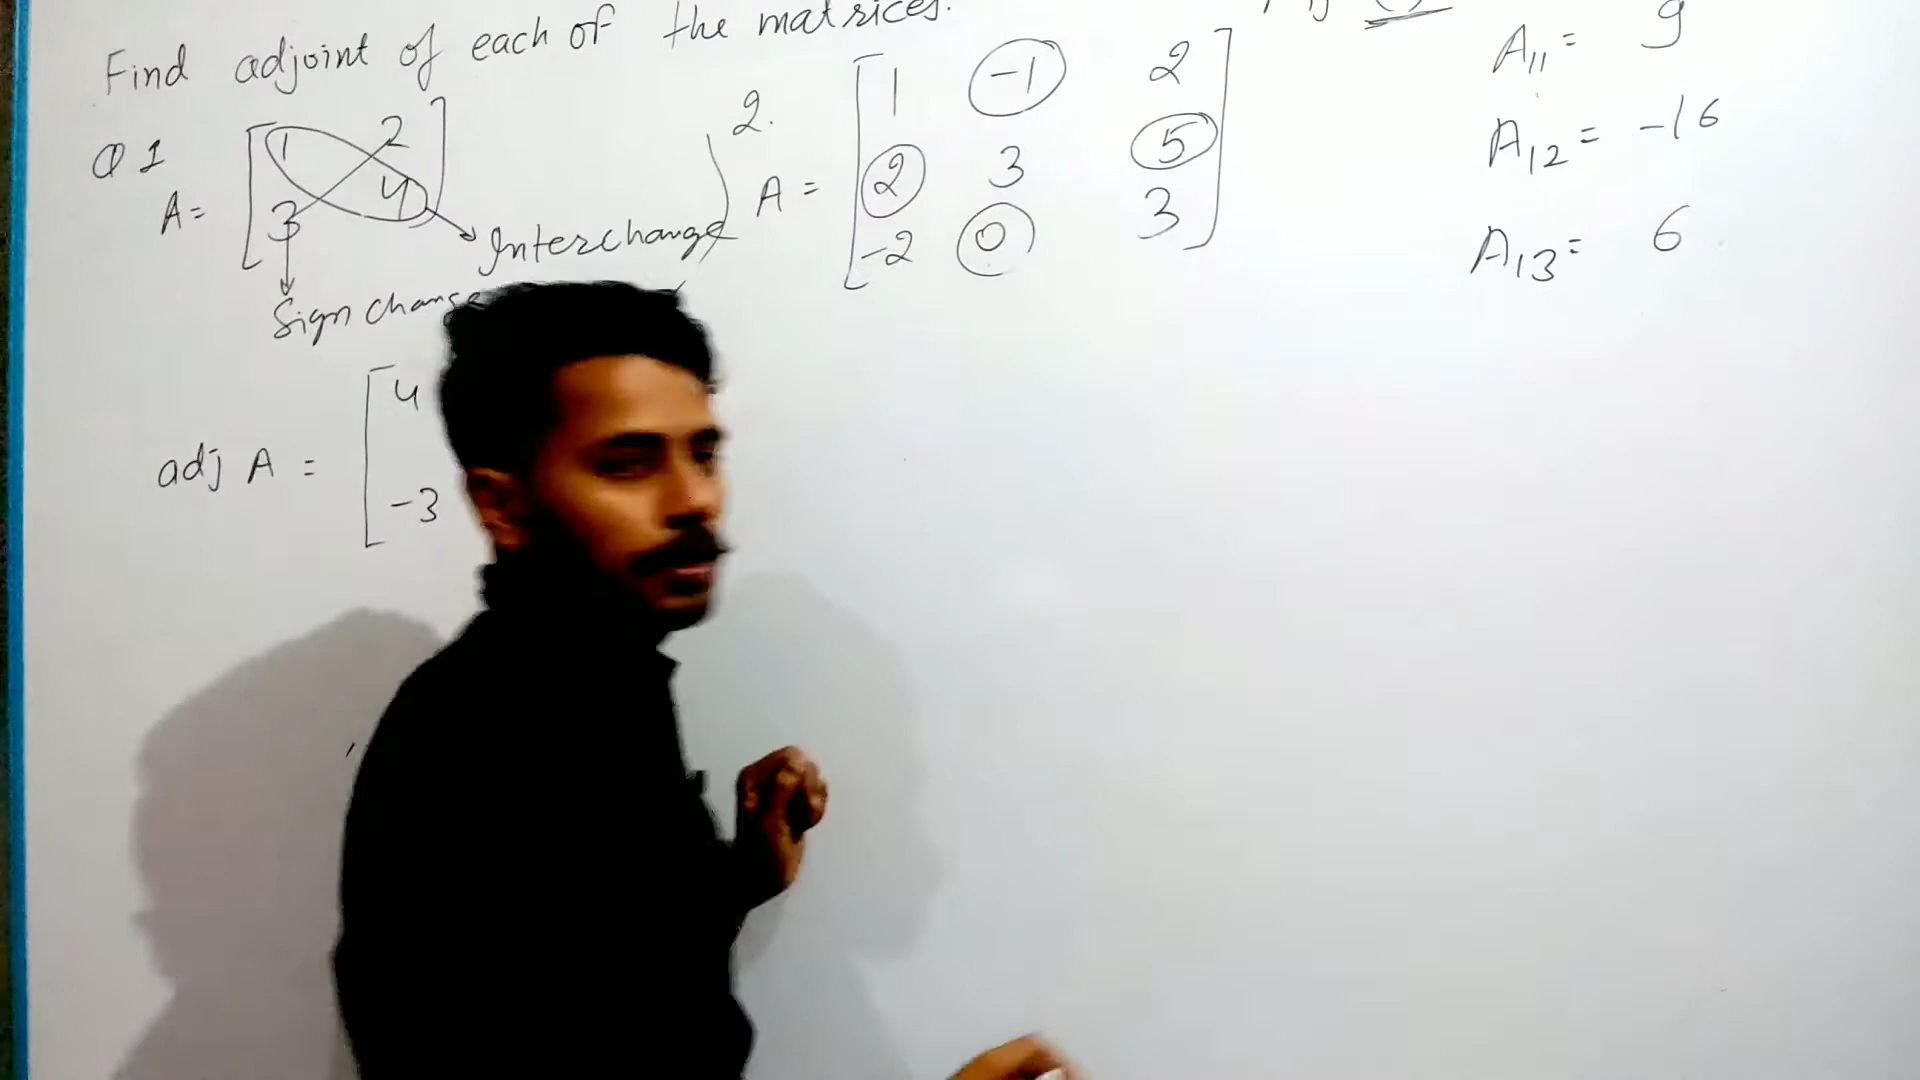 Find adjoint of each of the matrices.
Q 1
A = [ 1 2
3 4 ]
Interchange
Sign change
adj A = [ 4
-3
2.
A = [ 1 -1 2
2 3 5
-2 0 3 ]
A11 = 9
A12 = -16
A13 = 6